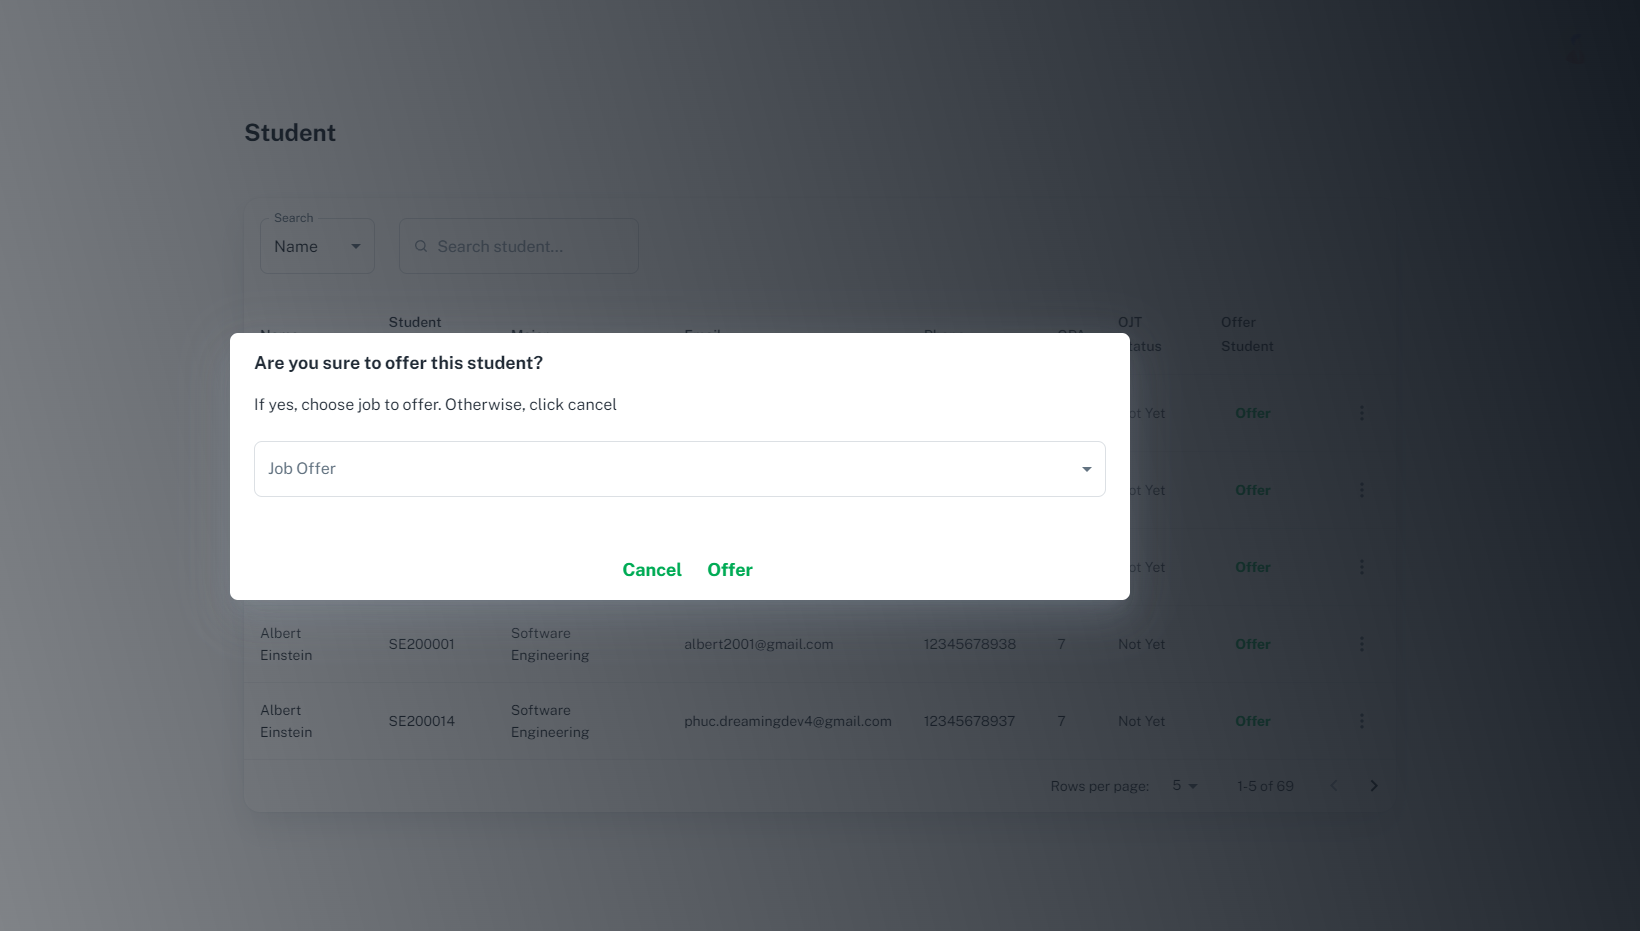 Student
Search
Name
Search student...
Student
OJT
Offer
Student
Are you sure to offer this student?
If yes, choose job to offer. Otherwise, click cancel
Job Offer
Cancel Offer
Offer
Offer
Offer
Albert Einstein SE200001 Software Engineering albert2001@gmail.com 12345678938 7 Not Yet Offer
Albert Einstein SE200014 Software Engineering phuc.dreamingdev4@gmail.com 12345678937 7 Not Yet Offer
Rows per page: 5 1-5 of 69